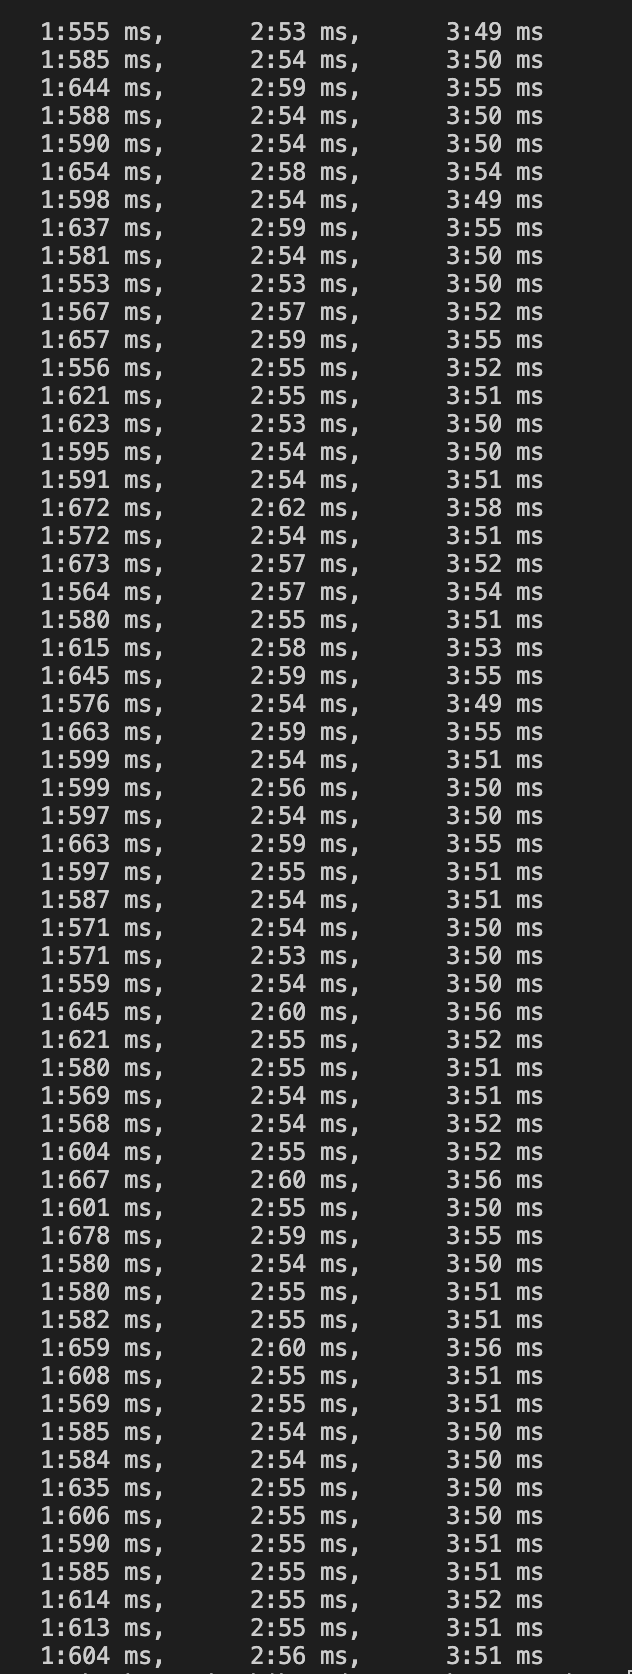 1:555 ms, 2:53 ms, 3:49 ms
1:585 ms, 2:54 ms, 3:50 ms
1:644 ms, 2:59 ms, 3:55 ms
1:588 ms, 2:54 ms, 3:50 ms
1:590 ms, 2:54 ms, 3:50 ms
1:654 ms, 2:58 ms, 3:54 ms
1:598 ms, 2:54 ms, 3:49 ms
1:637 ms, 2:59 ms, 3:55 ms
1:581 ms, 2:54 ms, 3:50 ms
1:553 ms, 2:53 ms, 3:50 ms
1:567 ms, 2:57 ms, 3:52 ms
1:657 ms, 2:59 ms, 3:55 ms
1:556 ms, 2:55 ms, 3:52 ms
1:621 ms, 2:55 ms, 3:51 ms
1:623 ms, 2:53 ms, 3:50 ms
1:595 ms, 2:54 ms, 3:50 ms
1:591 ms, 2:54 ms, 3:51 ms
1:672 ms, 2:62 ms, 3:58 ms
1:572 ms, 2:54 ms, 3:51 ms
1:673 ms, 2:57 ms, 3:52 ms
1:564 ms, 2:57 ms, 3:54 ms
1:580 ms, 2:55 ms, 3:51 ms
1:615 ms, 2:58 ms, 3:53 ms
1:645 ms, 2:59 ms, 3:55 ms
1:576 ms, 2:54 ms, 3:49 ms
1:663 ms, 2:59 ms, 3:55 ms
1:599 ms, 2:54 ms, 3:51 ms
1:599 ms, 2:56 ms, 3:50 ms
1:597 ms, 2:54 ms, 3:50 ms
1:663 ms, 2:59 ms, 3:55 ms
1:597 ms, 2:55 ms, 3:51 ms
1:587 ms, 2:54 ms, 3:51 ms
1:571 ms, 2:54 ms, 3:50 ms
1:571 ms, 2:53 ms, 3:50 ms
1:559 ms, 2:54 ms, 3:50 ms
1:645 ms, 2:60 ms, 3:56 ms
1:621 ms, 2:55 ms, 3:52 ms
1:580 ms, 2:55 ms, 3:51 ms
1:569 ms, 2:54 ms, 3:51 ms
1:568 ms, 2:54 ms, 3:52 ms
1:604 ms, 2:55 ms, 3:52 ms
1:667 ms, 2:60 ms, 3:56 ms
1:601 ms, 2:55 ms, 3:50 ms
1:678 ms, 2:59 ms, 3:55 ms
1:580 ms, 2:54 ms, 3:50 ms
1:580 ms, 2:55 ms, 3:51 ms
1:582 ms, 2:55 ms, 3:51 ms
1:659 ms, 2:60 ms, 3:56 ms
1:608 ms, 2:55 ms, 3:51 ms
1:569 ms, 2:55 ms, 3:51 ms
1:585 ms, 2:54 ms, 3:50 ms
1:584 ms, 2:54 ms, 3:50 ms
1:635 ms, 2:55 ms, 3:50 ms
1:606 ms, 2:55 ms, 3:50 ms
1:590 ms, 2:55 ms, 3:51 ms
1:585 ms, 2:55 ms, 3:51 ms
1:614 ms, 2:55 ms, 3:52 ms
1:613 ms, 2:55 ms, 3:51 ms
1:604 ms, 2:56 ms, 3:51 ms